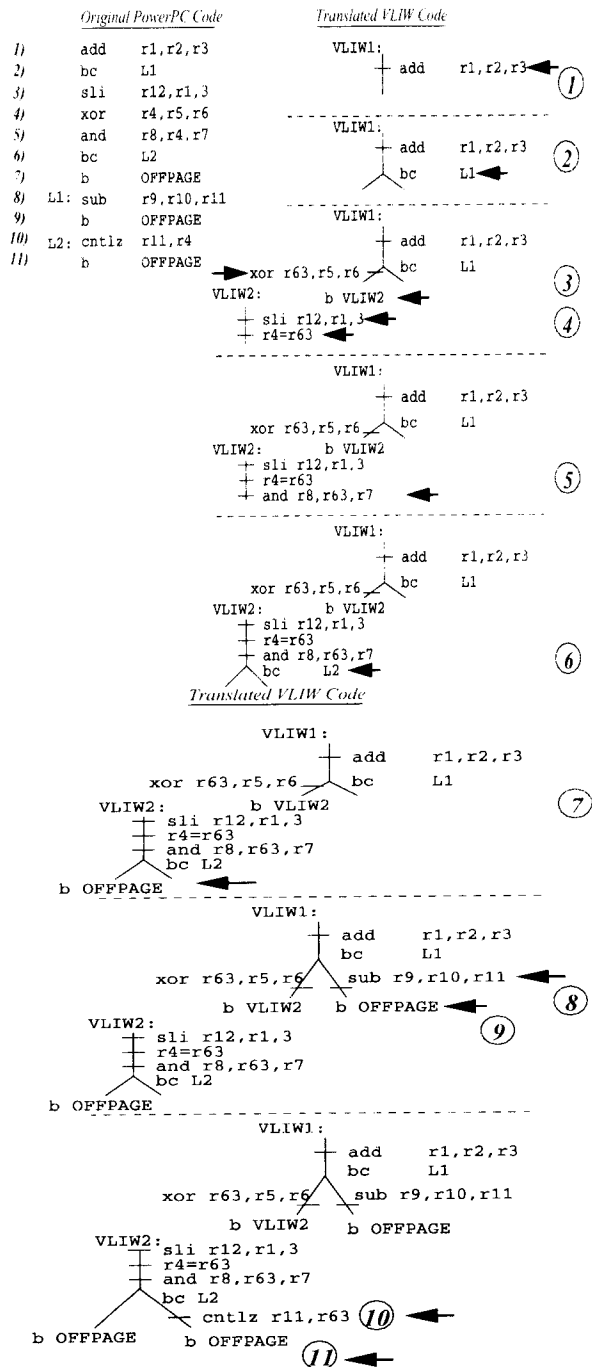 Original PowerPC Code
1) add r1,r2,r3
2) bc L1
3) sli r12,r1,3
4) xor r4,r5,r6
5) and r8,r4,r7
6) bc L2
7) b OFFPAGE
8) L1: sub r9,r10,r11
9) b OFFPAGE
10) L2: cntlz r11,r4
11) b OFFPAGE
Translated VLIW Code
VLIW1:
add r1,r2,r3
1
VLIW1:
add r1,r2,r3
2
bc L1
VLIW1:
add r1,r2,r3
bc L1
xor r63,r5,r6
3
VLIW2: b VLIW2
sli r12,r1,3
4
r4=r63
VLIW1:
add r1,r2,r3
bc L1
xor r63,r5,r6
VLIW2: b VLIW2
sli r12,r1,3
r4=r63
5
and r8,r63,r7
VLIW1:
add r1,r2,r3
bc L1
xor r63,r5,r6
VLIW2: b VLIW2
sli r12,r1,3
r4=r63
and r8,r63,r7
6
bc L2
Translated VLIW Code
VLIW1:
add r1,r2,r3
xor r63,r5,r6 bc L1
VLIW2: b VLIW2
7
sli r12,r1,3
r4=r63
and r8,r63,r7
bc L2
b OFFPAGE
VLIW1:
add r1,r2,r3
bc L1
xor r63,r5,r6 sub r9,r10,r11
8
b VLIW2 b OFFPAGE
9
VLIW2:
sli r12,r1,3
r4=r63
and r8,r63,r7
bc L2
b OFFPAGE
VLIW1:
add r1,r2,r3
bc L1
xor r63,r5,r6 sub r9,r10,r11
b VLIW2 b OFFPAGE
VLIW2:
sli r12,r1,3
r4=r63
and r8,r63,r7
bc L2
cntlz r11,r63 10
b OFFPAGE b OFFPAGE
11